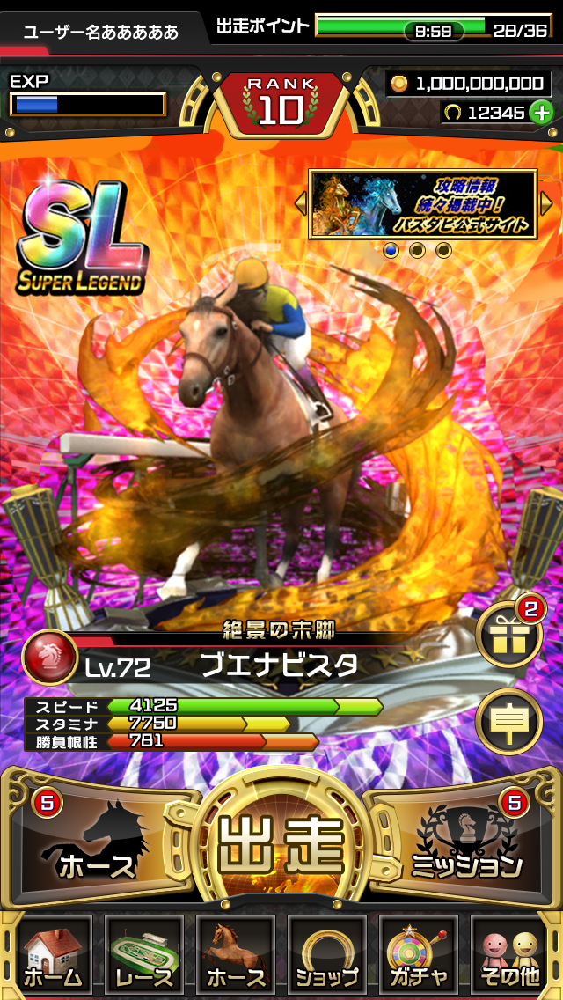 ユーザー名あああああ
出走ポイント
9:59
28/36
EXP
RANK
10
1,000,000,000
12345
SL
SUPER LEGEND
攻略情報
続々掲載中!
パズダビ公式サイト
絶景の末脚
Lv.72 ブエナビスタ
2
スピード 4125
スタミナ 7750
勝負根性 781
5
ホース
出走
5
ミッション
ホーム
レース
ホース
ショップ
ガチャ
その他